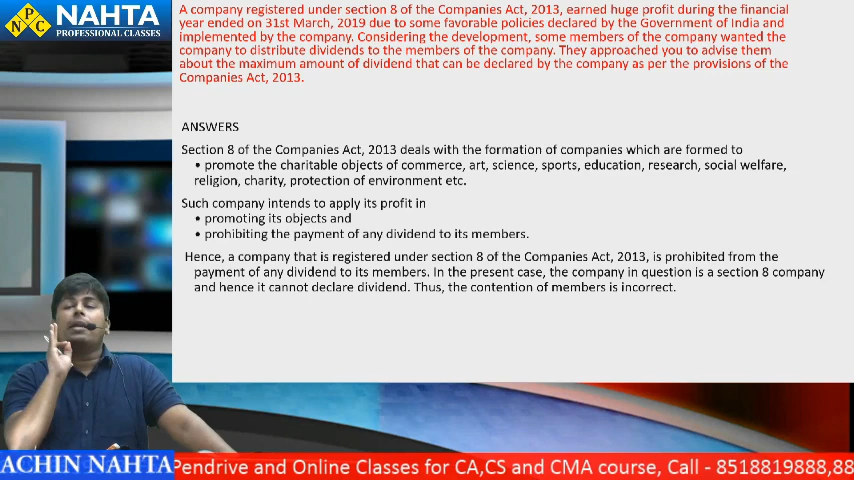 NPC
NAHTA
PROFESSIONAL CLASSES
A company registered under section 8 of the Companies Act, 2013, earned huge profit during the financial
year ended on 31st March, 2019 due to some favorable policies declared by the Government of India and
implemented by the company. Considering the development, some members of the company wanted the
company to distribute dividends to the members of the company. They approached you to advise them
about the maximum amount of dividend that can be declared by the company as per the provisions of the
Companies Act, 2013.
ANSWERS
Section 8 of the Companies Act, 2013 deals with the formation of companies which are formed to
• promote the charitable objects of commerce, art, science, sports, education, research, social welfare,
religion, charity, protection of environment etc.
Such company intends to apply its profit in
• promoting its objects and
• prohibiting the payment of any dividend to its members.
Hence, a company that is registered under section 8 of the Companies Act, 2013, is prohibited from the
payment of any dividend to its members. In the present case, the company in question is a section 8 company
and hence it cannot declare dividend. Thus, the contention of members is incorrect.
ACHIN NAHTA Pendrive and Online Classes for CA,CS and CMA course, Call - 8518819888,88